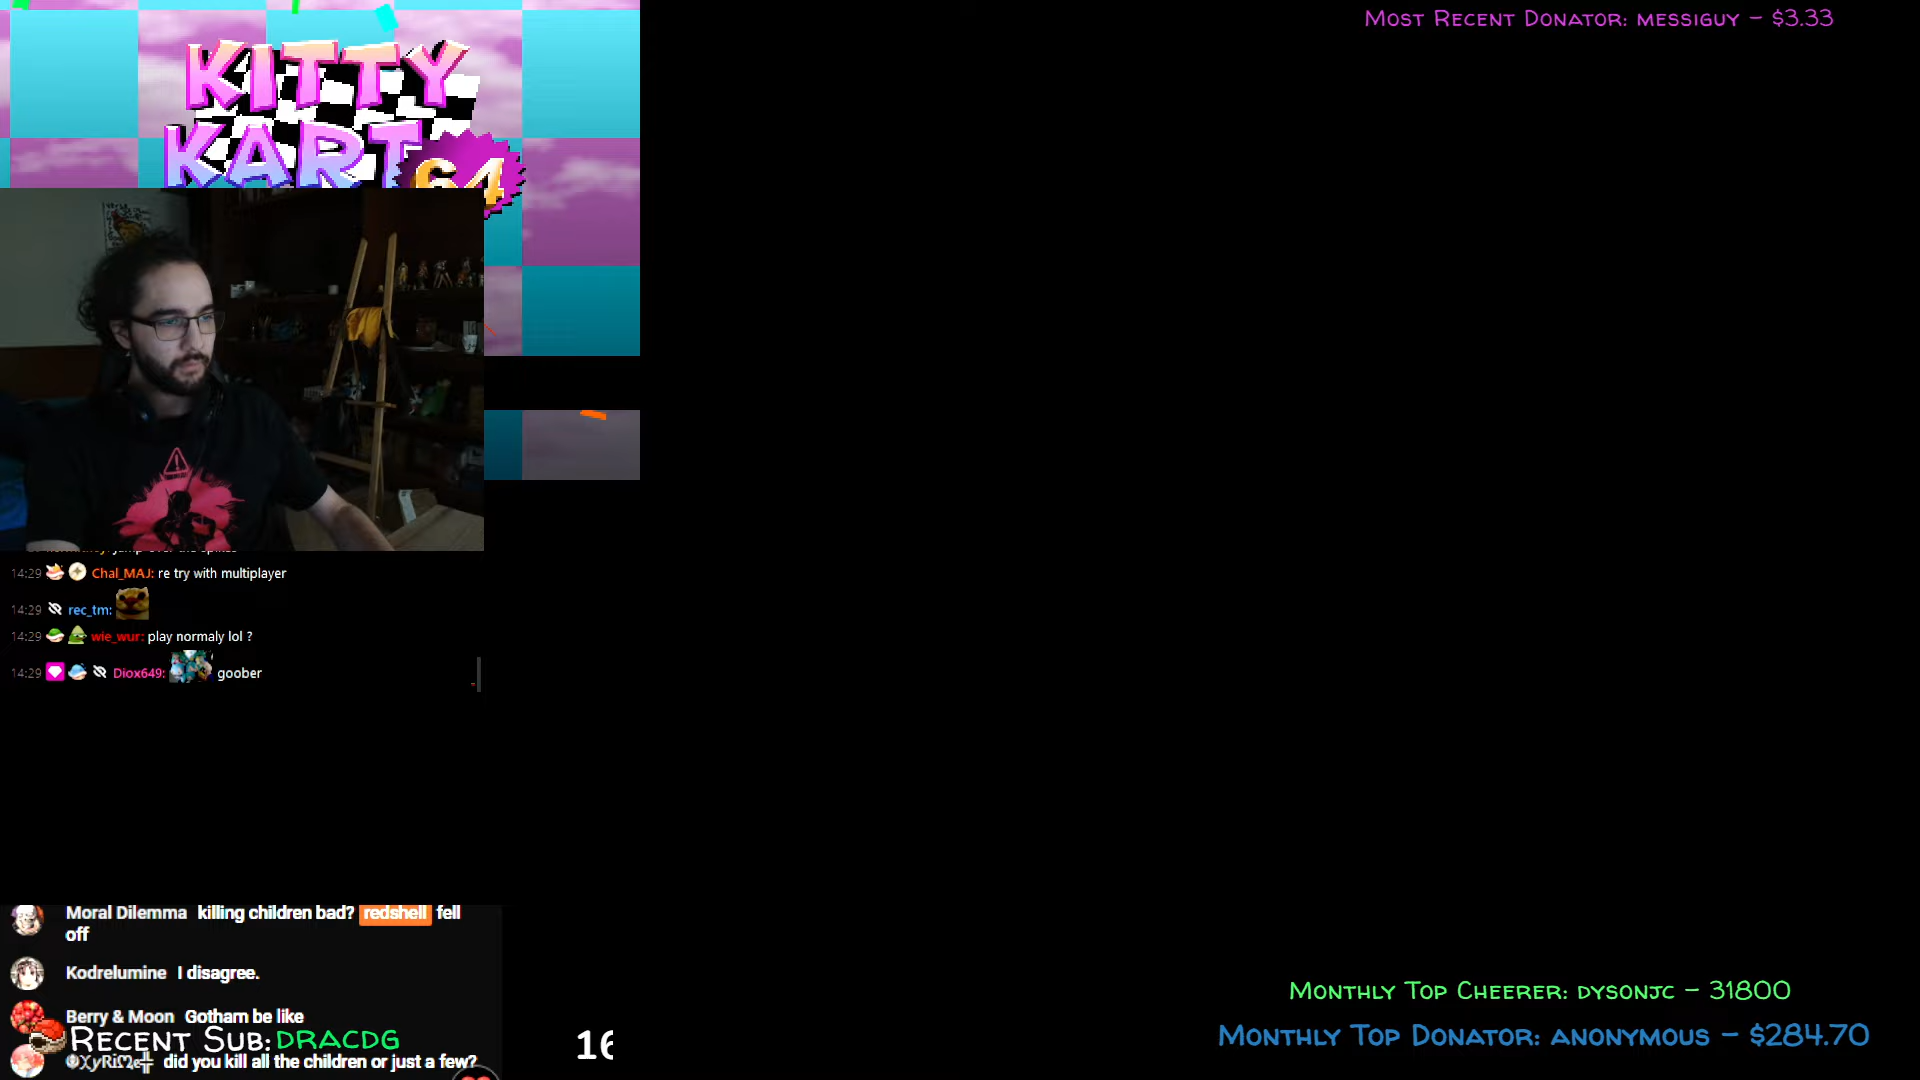 MOST RECENT DONATOR: MESSIGUY – $3.33
KITTY
KART
64
14:29 Chal_MAJ: re try with multiplayer
14:29 rec_tm:
14:29 wie_wur: play normaly lol ?
14:29 Diox649: goober
Moral Dilemma killing children bad? redshell fell
off
Kodrelumine I disagree.
Berry & Moon Gotham be like
RECENT SUB: DRACDG
did you kill all the children or just a few?
16
MONTHLY TOP CHEERER: DYSONJC – 31800
MONTHLY TOP DONATOR: ANONYMOUS – $284.70